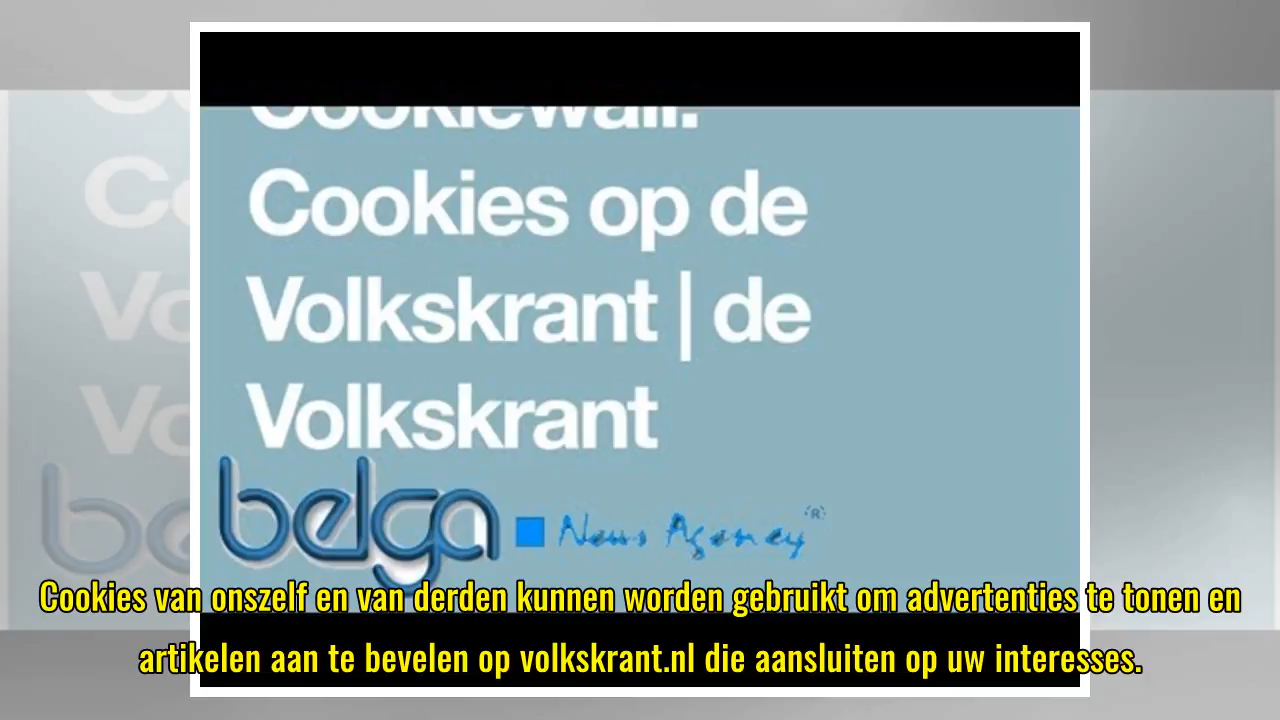 Cookiewall.
Cookies op de
Volkskrant | de
Volkskrant
belga News Agency ®
Cookies van onszelf en van derden kunnen worden gebruikt om advertenties te tonen en
artikelen aan te bevelen op volkskrant.nl die aansluiten op uw interesses.